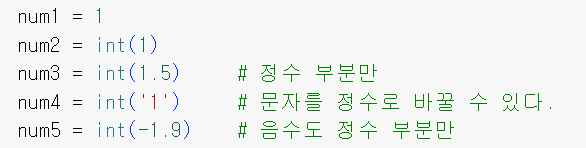 num1 = 1
num2 = int(1)
num3 = int(1.5)     # 정수 부분만
num4 = int('1')     # 문자를 정수로 바꿀 수 있다.
num5 = int(-1.9)    # 음수도 정수 부분만